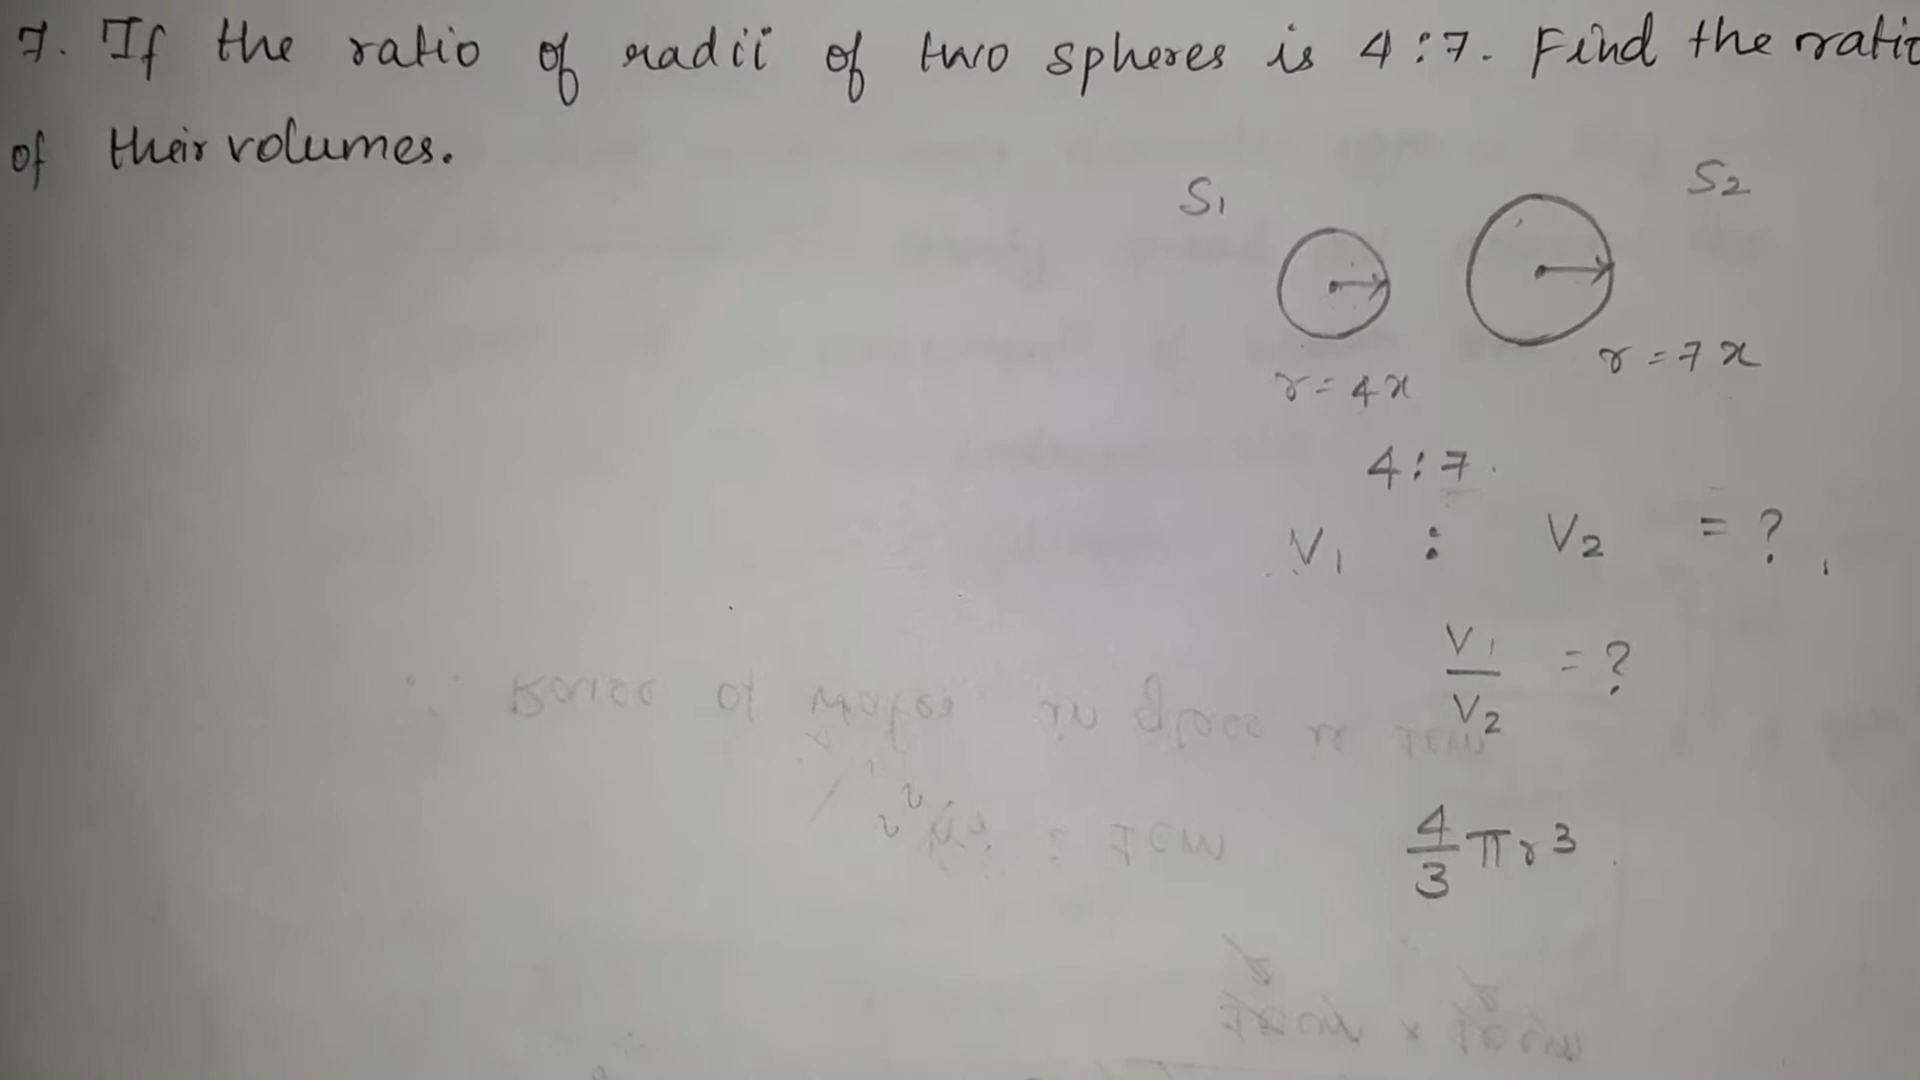 7. If the ratio of radii of two spheres is 4:7. Find the ratio
of their volumes.
S1
S2
r = 4x
r = 7x
4:7.
V1 : V2 = ?
V1/V2 = ?
4/3 πr³